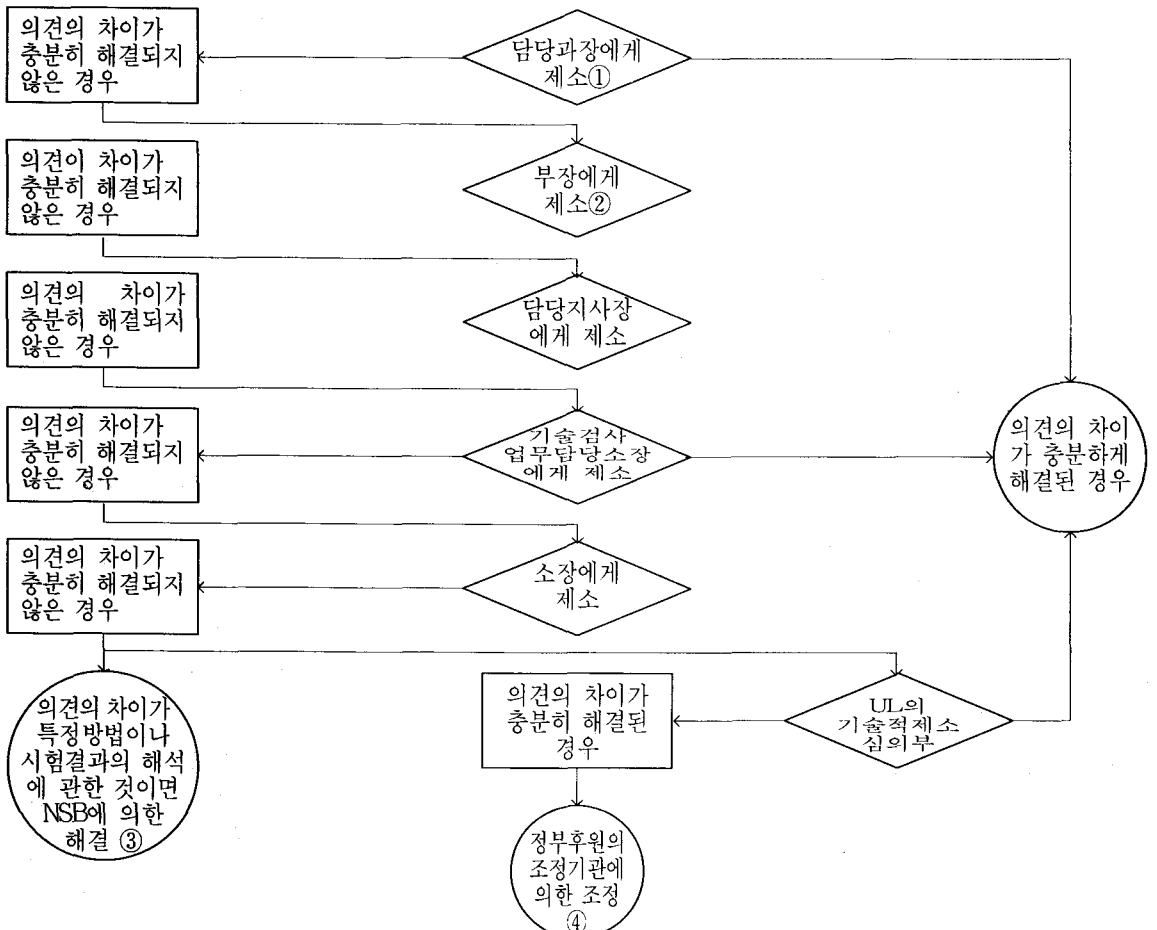 의견의 차이가
충분히 해결되지
않은 경우
담당과장에게
제소①
의견이 차이가
충분히 해결되지
않은 경우
부장에게
제소②
의견의 차이가
충분히 해결되지
않은 경우
담당지사장
에게 제소
의견의 차이가
충분히 해결되지
않은 경우
기술검사
업무담당소장
에게 제소
의견의 차이
가 충분하게
해결된 경우
의견의 차이가
충분히 해결되지
않은 경우
소장에게
제소
의견의 차이가
특정방법이나
시험결과의 해석
에 관한 것이면
NSB에 의한
해결 ③
의견의 차이가
충분히 해결된
경우
UL의
기술적제소
심의부
정부후원의
조정기관에
의한 조정
④